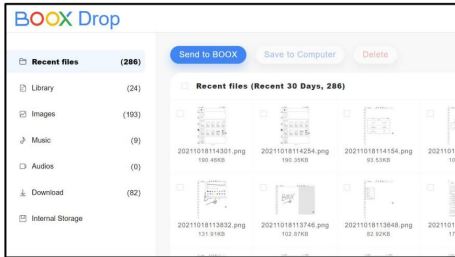 BOOX Drop
Send to BOOX
Save to Computer
Delete
Recent files (286)
Library (24)
Images (193)
Music (9)
Audios (0)
Download (82)
Internal Storage
Recent files (Recent 30 Days, 286)
20211018114301.png
190.46KB
20211018114254.png
190.35KB
20211018114154.png
93.53KB
20211018113832.png
131.91KB
20211018113746.png
102.87KB
20211018113648.png
82.92KB